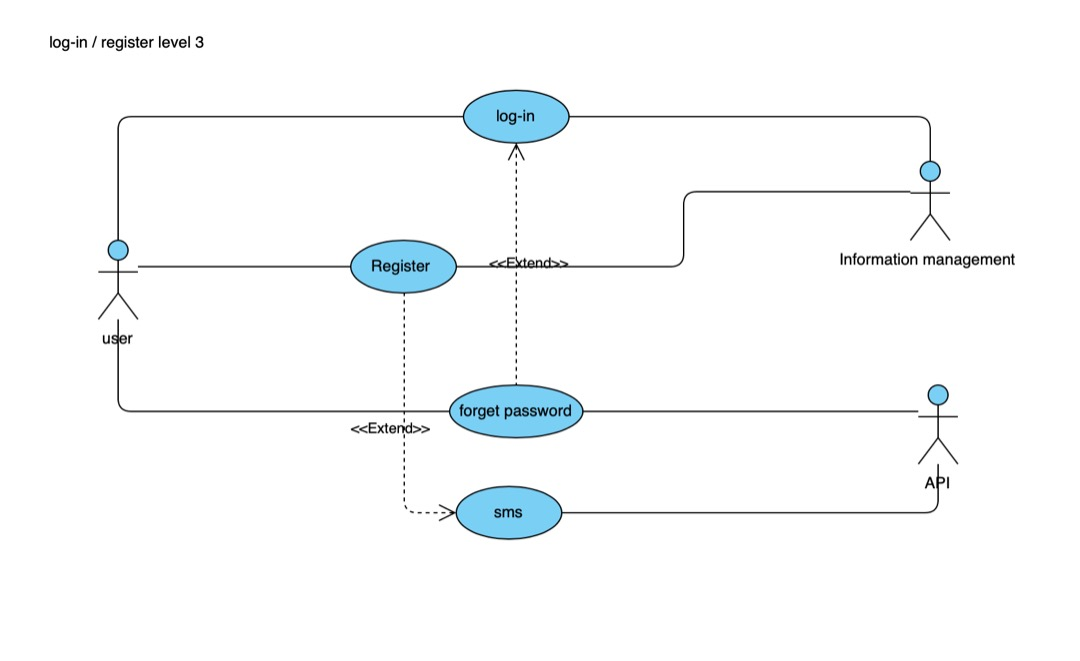 log-in / register level 3
log-in
Register
<<Extend>>
Information management
user
forget password
<<Extend>>
sms
API